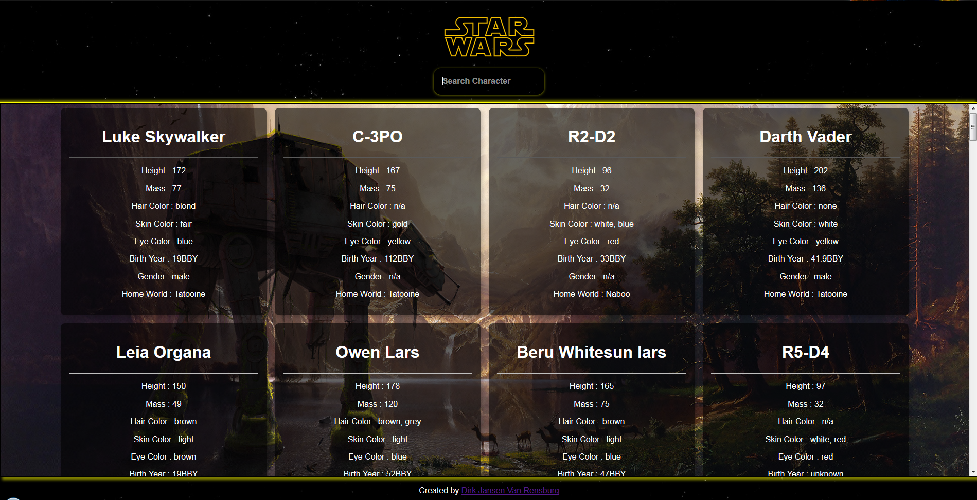 STAR
WARS
Search Character
Luke Skywalker
Height : 172
Mass : 77
Hair Color : blond
Skin Color : fair
Eye Color : blue
Birth Year : 19BBY
Gender : male
Home World : Tatooine
C-3PO
Height : 167
Mass : 75
Hair Color : n/a
Skin Color : gold
Eye Color : yellow
Birth Year : 112BBY
Gender : n/a
Home World : Tatooine
R2-D2
Height : 96
Mass : 32
Hair Color : n/a
Skin Color : white, blue
Eye Color : red
Birth Year : 33BBY
Gender : n/a
Home World : Naboo
Darth Vader
Height : 202
Mass : 136
Hair Color : none
Skin Color : white
Eye Color : yellow
Birth Year : 41.9BBY
Gender : male
Home World : Tatooine
Leia Organa
Height : 150
Mass : 49
Hair Color : brown
Skin Color : light
Eye Color : brown
Birth Year : 19BBY
Owen Lars
Height : 178
Mass : 120
Hair Color : brown, grey
Skin Color : light
Eye Color : blue
Birth Year : 52BBY
Beru Whitesun lars
Height : 165
Mass : 75
Hair Color : brown
Skin Color : light
Eye Color : blue
Birth Year : 47BBY
R5-D4
Height : 97
Mass : 32
Hair Color : n/a
Skin Color : white, red
Eye Color : red
Birth Year : unknown
Created by Dirk Jansen Van Rensburg